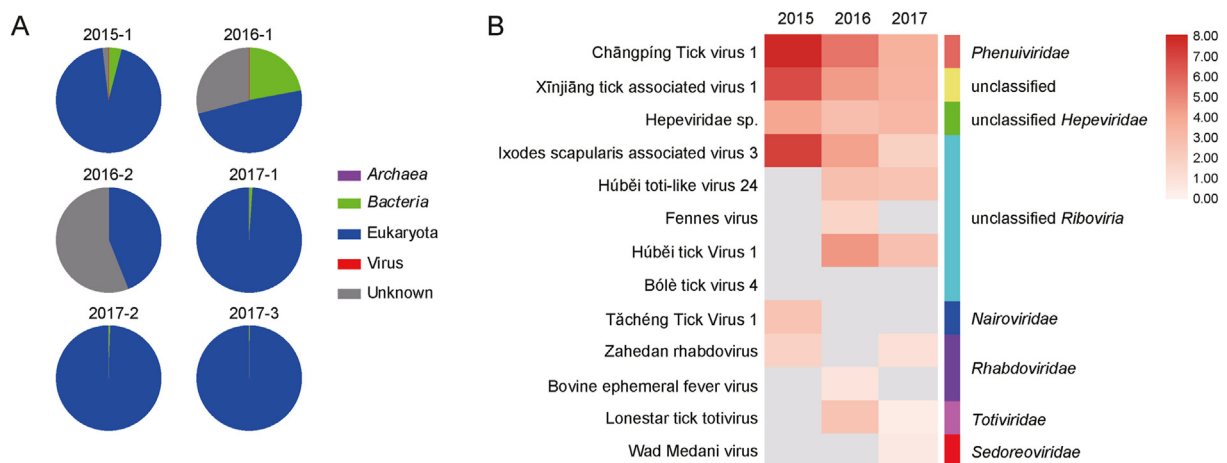 A
2015-1
2016-1
2016-2
2017-1
2017-2
2017-3
Archaea
Bacteria
Eukaryota
Virus
Unknown
B
2015 2016 2017
Chāngpíng Tick virus 1
Xīnjiāng tick associated virus 1
Hepeviridae sp.
Ixodes scapularis associated virus 3
Húběi toti-like virus 24
Fennes virus
Húběi tick Virus 1
Bólè tick virus 4
Tǎchéng Tick Virus 1
Zahedan rhabdovirus
Bovine ephemeral fever virus
Lonestar tick totivirus
Wad Medani virus
Phenuiviridae
unclassified
unclassified Hepeviridae
unclassified Riboviria
Nairoviridae
Rhabdoviridae
Totiviridae
Sedoreoviridae
8.00
7.00
6.00
5.00
4.00
3.00
2.00
1.00
0.00